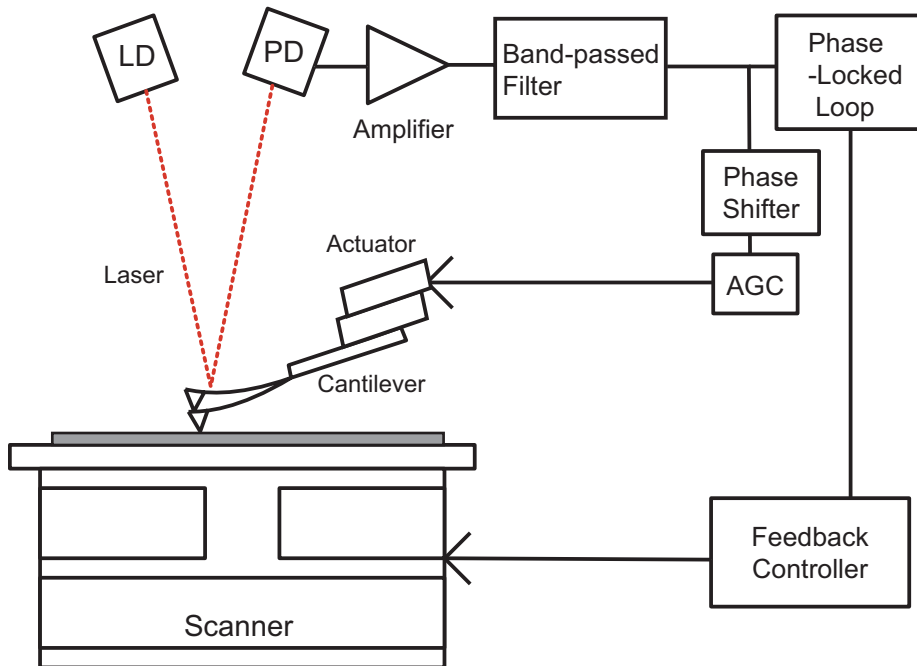 LD
PD
Amplifier
Band-passed
Filter
Phase
-Locked
Loop
Phase
Shifter
AGC
Actuator
Laser
Cantilever
Feedback
Controller
Scanner